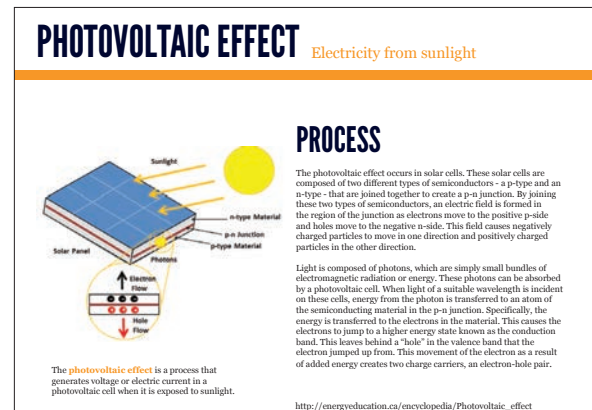 PHOTOVOLTAIC EFFECT Electricity from sunlight
Sunlight
n-type Material
p-n Junction
p-type Material
Solar Panel
Photons
Electron
Flow
Hole
Flow
The photovoltaic effect is a process that
generates voltage or electric current in a
photovoltaic cell when it is exposed to sunlight.
PROCESS
The photovoltaic effect occurs in solar cells. These solar cells are
composed of two different types of semiconductors - a p-type and an
n-type - that are joined together to create a p-n junction. By joining
these two types of semiconductors, an electric field is formed in
the region of the junction as electrons move to the positive p-side
and holes move to the negative n-side. This field causes negatively
charged particles to move in one direction and positively charged
particles in the other direction.
Light is composed of photons, which are simply small bundles of
electromagnetic radiation or energy. These photons can be absorbed
by a photovoltaic cell. When light of a suitable wavelength is incident
on these cells, energy from the photon is transferred to an atom of
the semiconducting material in the p-n junction. Specifically, the
energy is transferred to the electrons in the material. This causes the
electrons to jump to a higher energy state known as the conduction
band. This leaves behind a “hole” in the valence band that the
electron jumped up from. This movement of the electron as a result
of added energy creates two charge carriers, an electron-hole pair.
http://energyeducation.ca/encyclopedia/Photovoltaic_effect